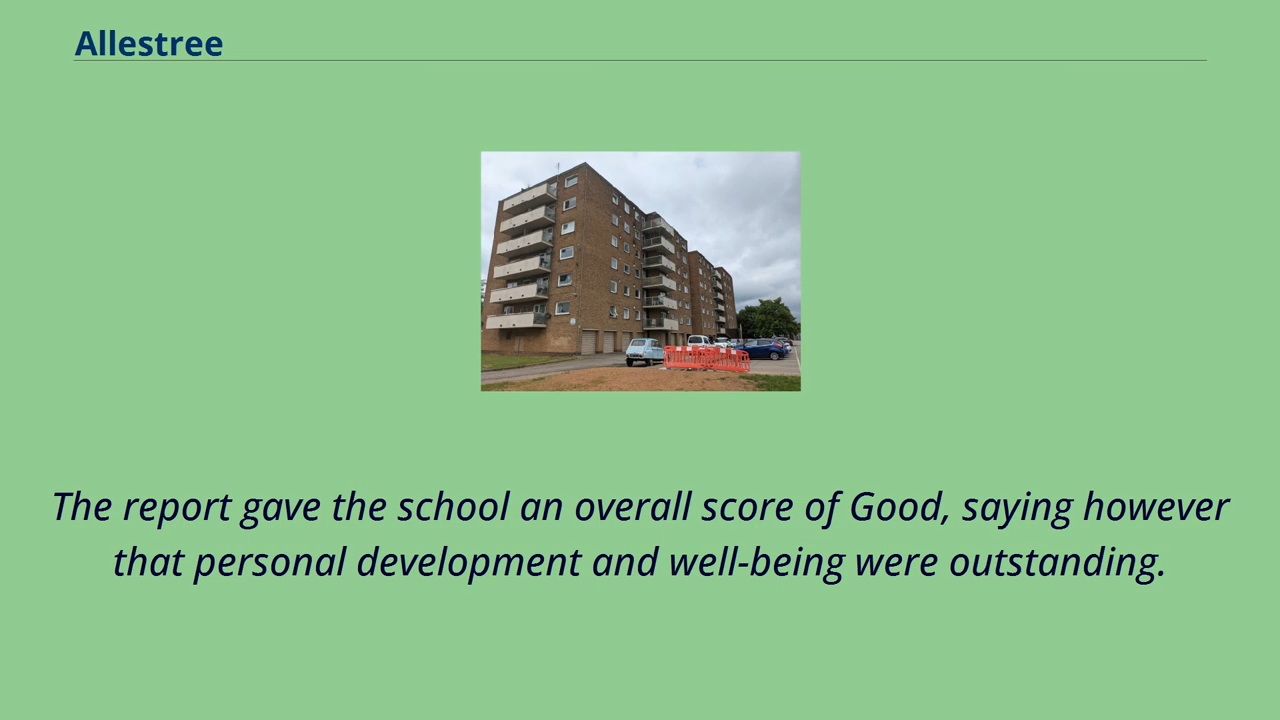 Allestree
The report gave the school an overall score of Good, saying however
that personal development and well-being were outstanding.